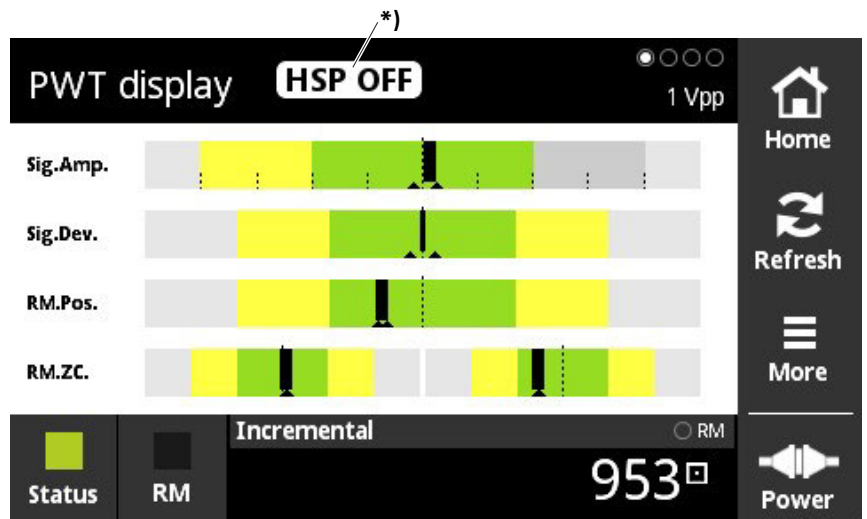 *)
PWT display
HSP OFF
1 Vpp
Home
Sig.Amp.
Sig.Dev.
Refresh
RM.Pos.
RM.ZC.
More
Incremental
RM
953
Status
RM
Power